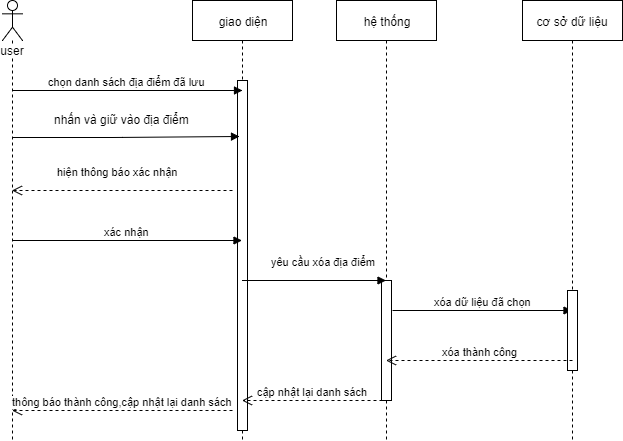 giao diện
hệ thống
cơ sở dữ liệu
user
chọn danh sách địa điểm đã lưu
nhấn và giữ vào địa điểm
hiện thông báo xác nhận
xác nhận
yêu cầu xóa địa điểm
xóa dữ liệu đã chọn
xóa thành công
cập nhật lại danh sách
thông báo thành công,cập nhật lại danh sách